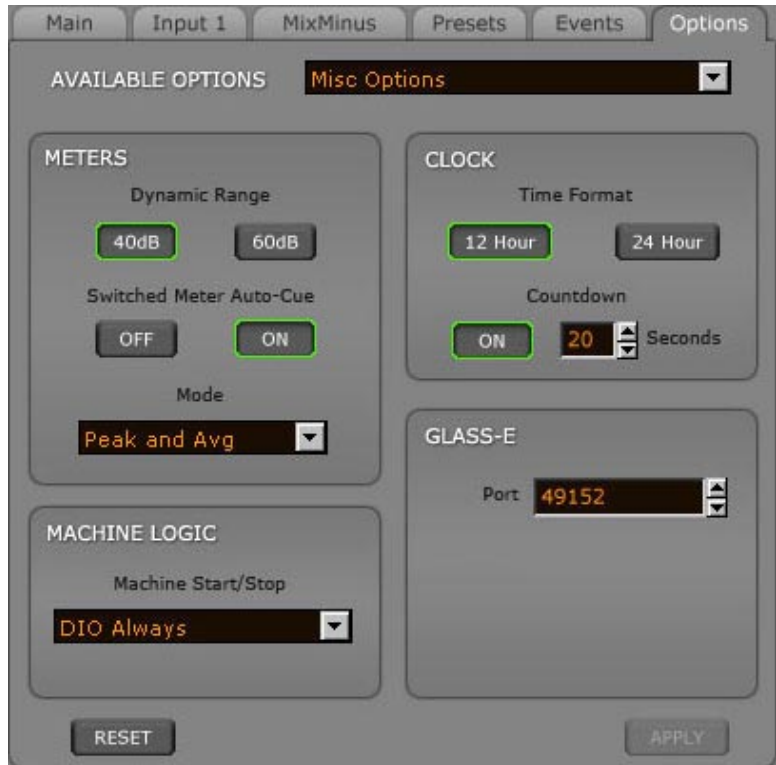 Main Input 1 MixMinus Presets Events Options
AVAILABLE OPTIONS Misc Options
METERS
Dynamic Range
40dB 60dB
Switched Meter Auto-Cue
OFF ON
Mode
Peak and Avg
MACHINE LOGIC
Machine Start/Stop
DIO Always
CLOCK
Time Format
12 Hour 24 Hour
Countdown
ON 20 Seconds
GLASS-E
Port 49152
RESET APPLY